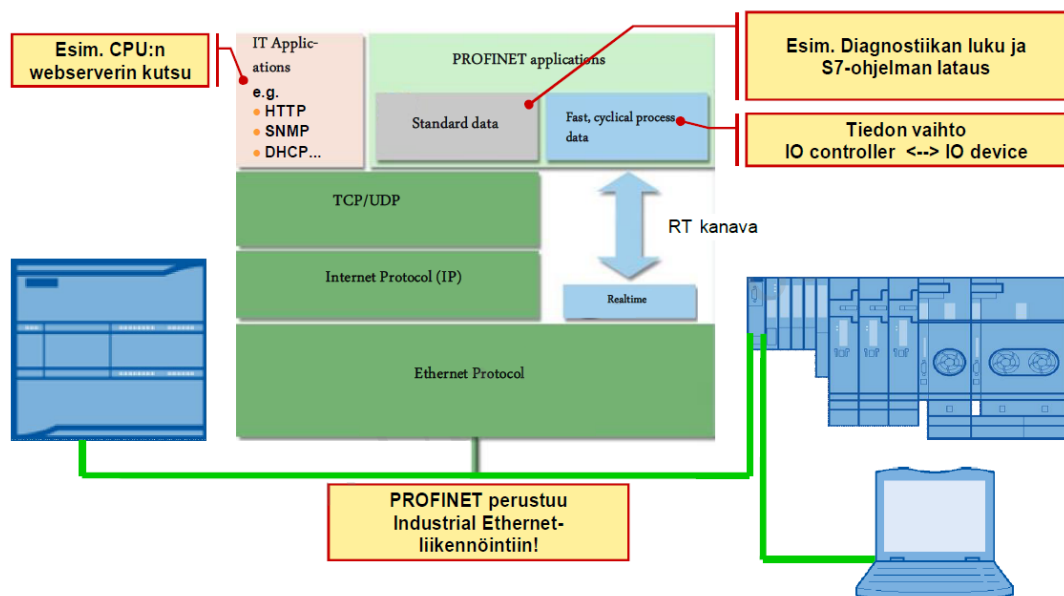 Esim. CPU:n
webserverin kutsu
IT Applic-
ations
e.g.
HTTP
SNMP
DHCP...
PROFINET applications
Standard data
Fast, cyclical process
data
Esim. Diagnostiikan luku ja
S7-ohjelman lataus
Tiedon vaihto
IO controller <--> IO device
TCP/UDP
RT kanava
Internet Protocol (IP)
Realtime
Ethernet Protocol
PROFINET perustuu
Industrial Ethernet-
liikennöintiin!